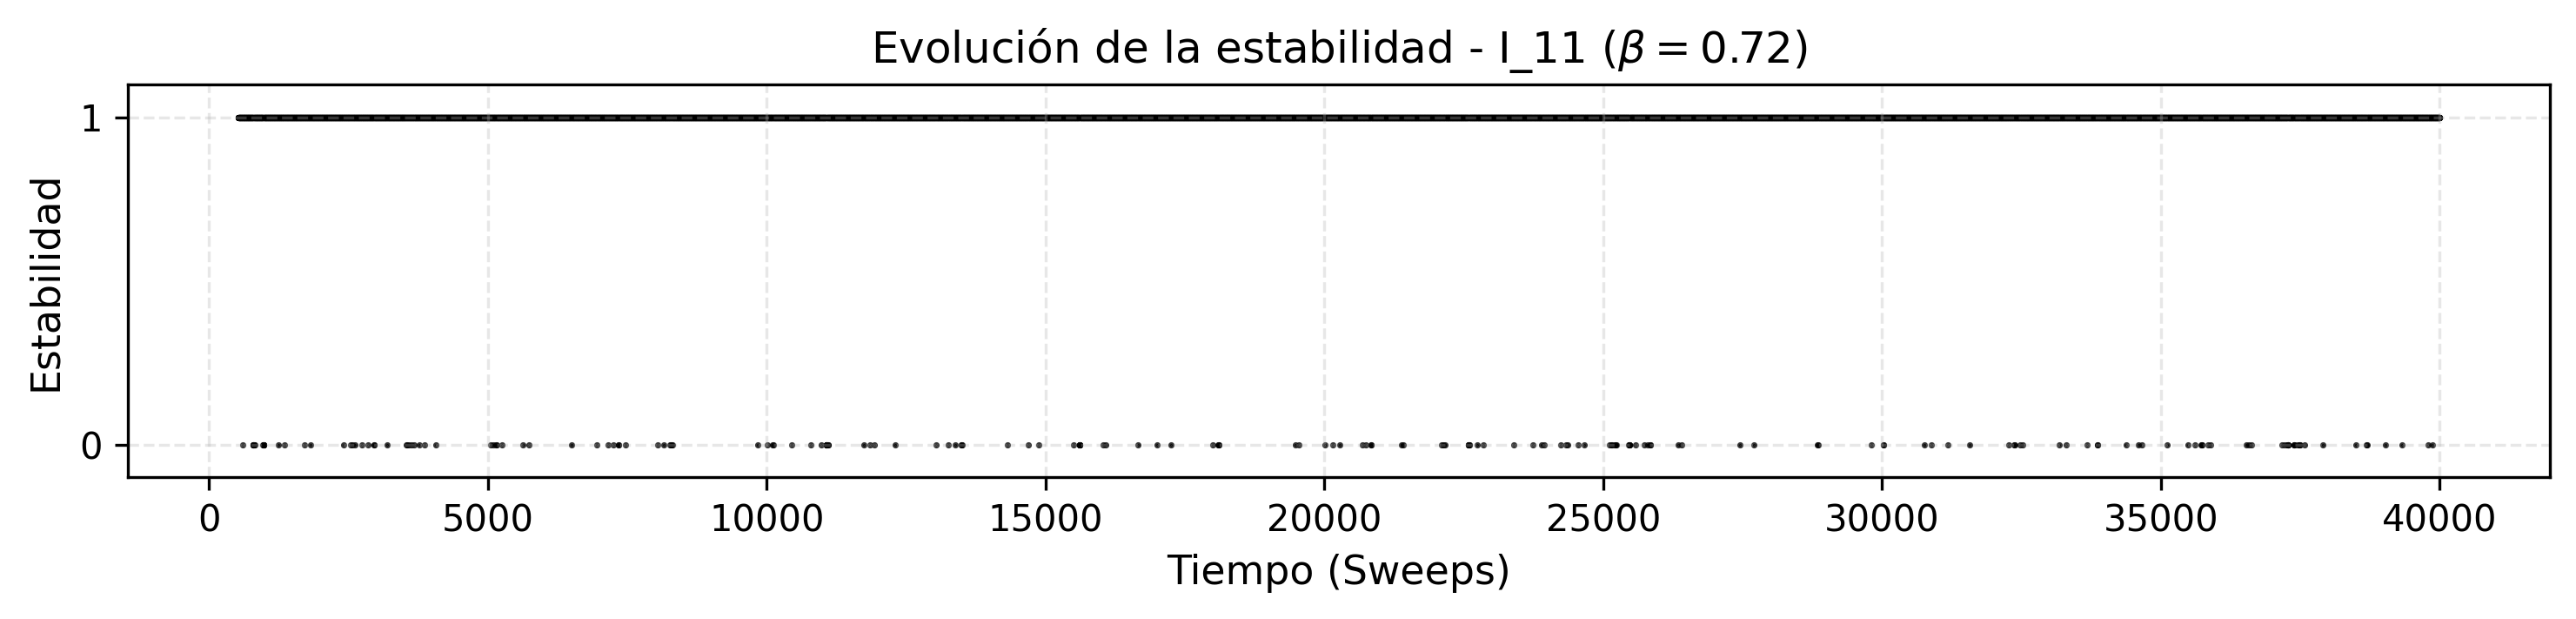 Evolución de la estabilidad - I_11 (β = 0.72)
1
Estabilidad
0
0 5000 10000 15000 20000 25000 30000 35000 40000
Tiempo (Sweeps)